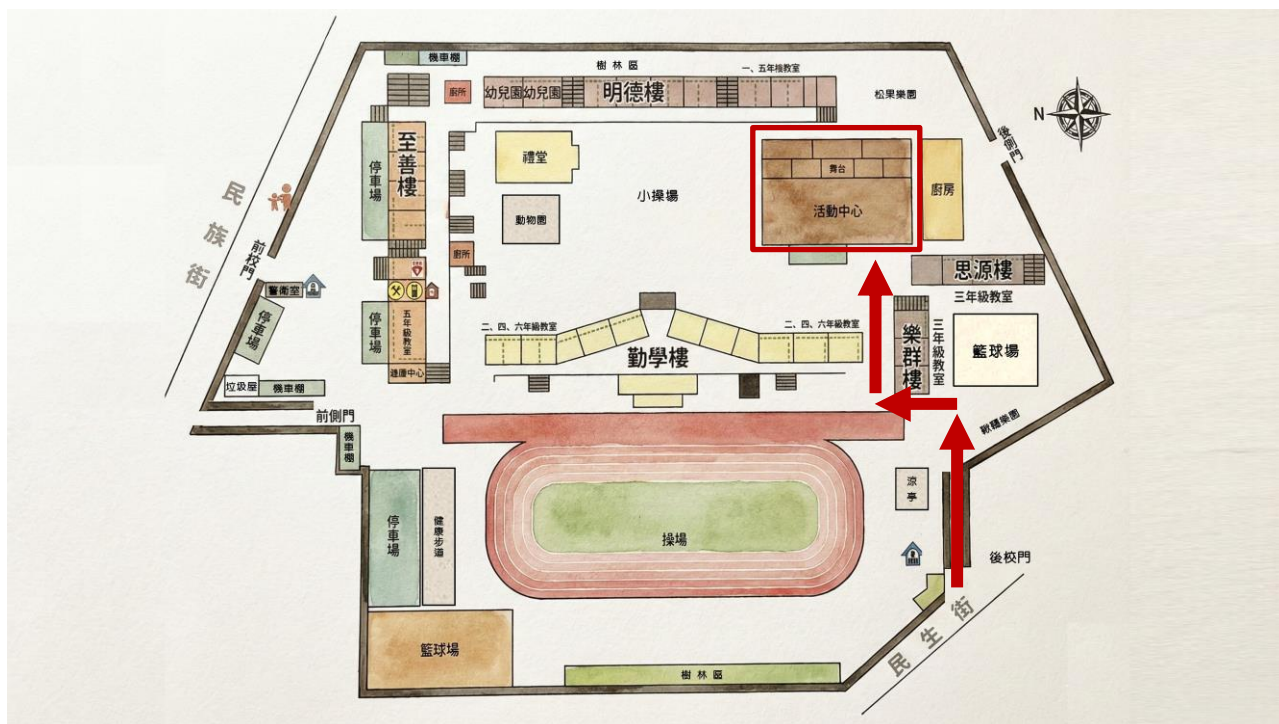 機車棚
樹林區
一、五年級教室
廁所
幼兒園
幼兒園
明德樓
松果樂園
N
後側門
至善樓
停車場
禮堂
舞台
活動中心
廚房
小操場
動物園
民族街
前校門
廁所
思源樓
三年級教室
警衛室
停車場
停車場
五年級教室
二、四、六年級教室
二、四、六年級教室
勤學樓
樂群樓
三年級教室
籃球場
垃圾屋
機車棚
前側門
機車棚
鞦韆樂園
涼亭
停車場
健康步道
操場
後校門
民生街
籃球場
樹林區